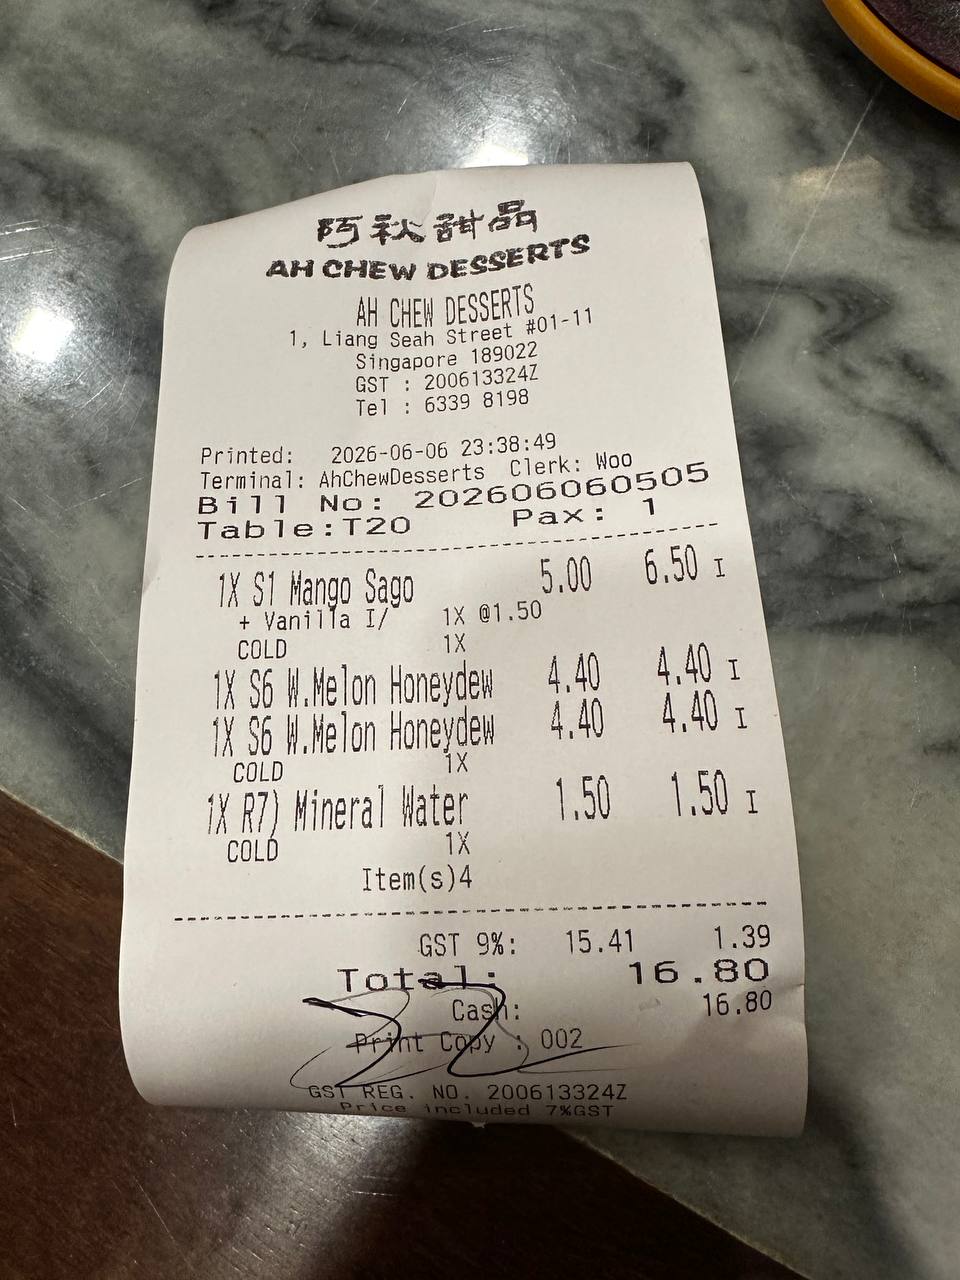 阿秋甜品
AH CHEW DESSERTS
AH CHEW DESSERTS
1, Liang Seah Street #01-11
Singapore 189022
GST : 200613324Z
Tel : 6339 8198
Printed: 2026-06-06 23:38:49
Terminal: AhChewDesserts Clerk: Woo
Bill No: 202606060505
Table:T20 Pax: 1
1X S1 Mango Sago 5.00 6.50 I
+ Vanilla I/ 1X @1.50
COLD 1X
1X S6 W.Melon Honeydew 4.40 4.40 I
1X S6 W.Melon Honeydew 4.40 4.40 I
COLD 1X
1X R7) Mineral Water 1.50 1.50 I
COLD 1X
Item(s)4
GST 9%: 15.41 1.39
Total: 16.80
Cash: 16.80
Print Copy : 002
GST REG. NO. 200613324Z
Price included 7%GST